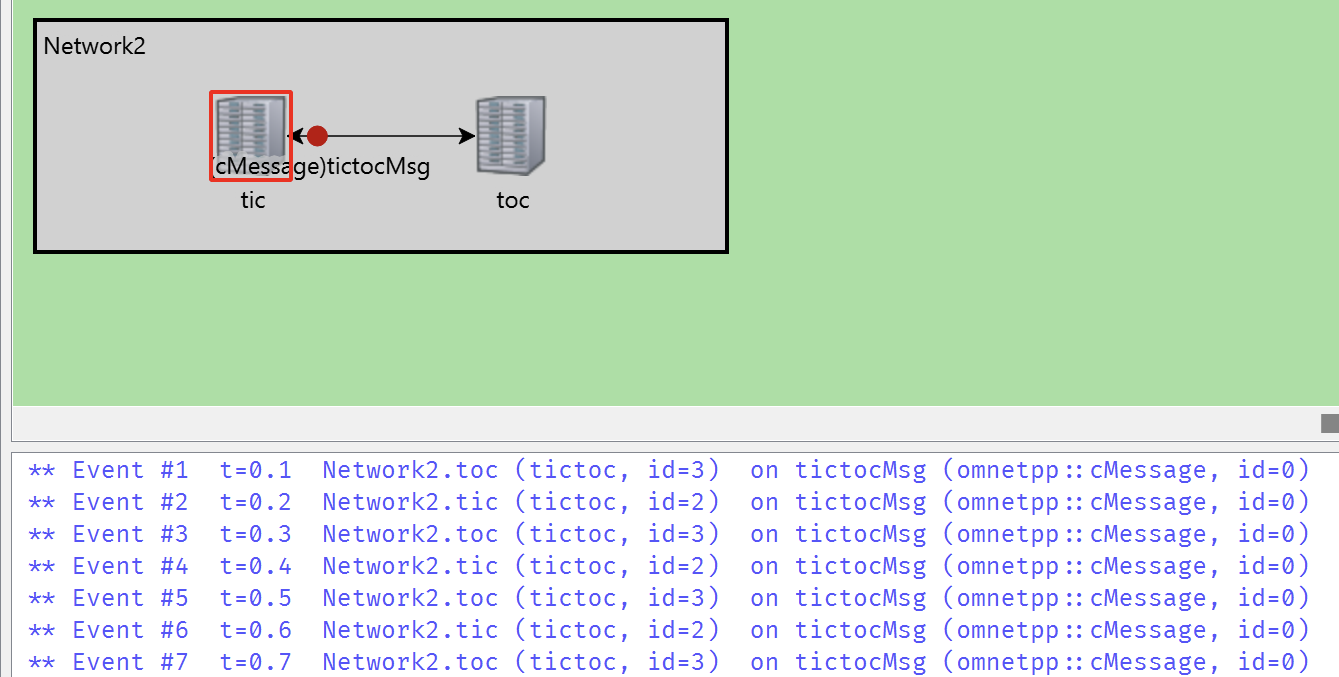 Network2
(cMessage)tictocMsg
tic toc
** Event #1 t=0.1 Network2.toc (tictoc, id=3) on tictocMsg (omnetpp::cMessage, id=0)
** Event #2 t=0.2 Network2.tic (tictoc, id=2) on tictocMsg (omnetpp::cMessage, id=0)
** Event #3 t=0.3 Network2.toc (tictoc, id=3) on tictocMsg (omnetpp::cMessage, id=0)
** Event #4 t=0.4 Network2.tic (tictoc, id=2) on tictocMsg (omnetpp::cMessage, id=0)
** Event #5 t=0.5 Network2.toc (tictoc, id=3) on tictocMsg (omnetpp::cMessage, id=0)
** Event #6 t=0.6 Network2.tic (tictoc, id=2) on tictocMsg (omnetpp::cMessage, id=0)
** Event #7 t=0.7 Network2.toc (tictoc, id=3) on tictocMsg (omnetpp::cMessage, id=0)